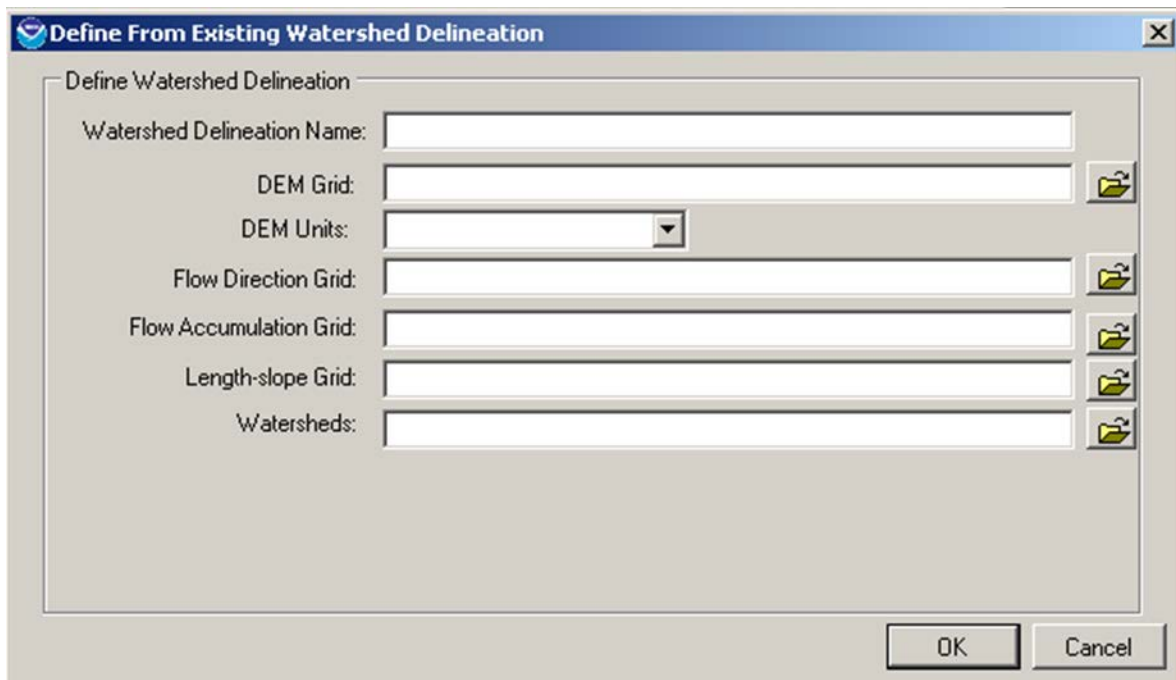 Define From Existing Watershed Delineation
Define Watershed Delineation
Watershed Delineation Name:
DEM Grid:
DEM Units:
Flow Direction Grid:
Flow Accumulation Grid:
Length-slope Grid:
Watersheds:
OK Cancel